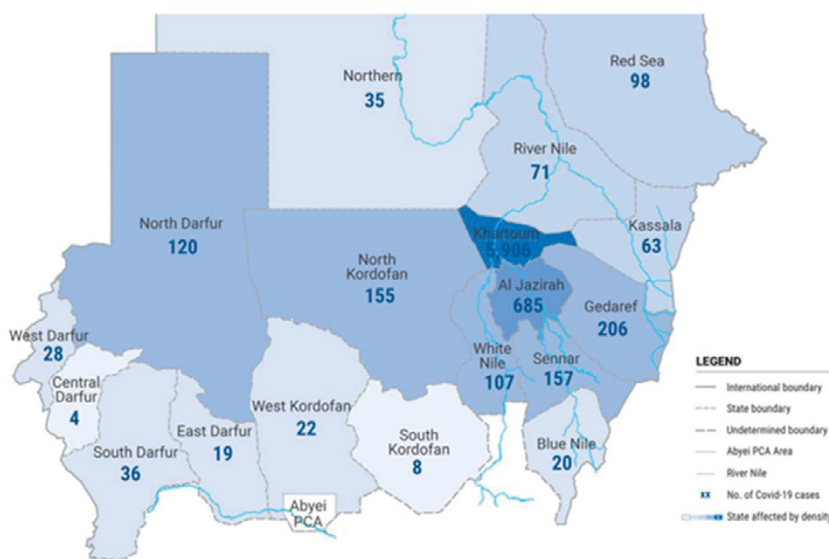 Red Sea
98
Northern
35
River Nile
71
North Darfur
120
Khartoum
5,906
Kassala
63
North
Kordofan
155
Al Jazirah
685
Gedaref
206
West Darfur
28
White
Nile
107
Sennar
157
Central
Darfur
4
West Kordofan
22
East Darfur
19
South
Kordofan
8
Blue Nile
20
South Darfur
36
Abyei
PCA
LEGEND
International boundary
State boundary
Undetermined boundary
Abyei PCA Area
River Nile
XX No. of Covid-19 cases
State affected by density